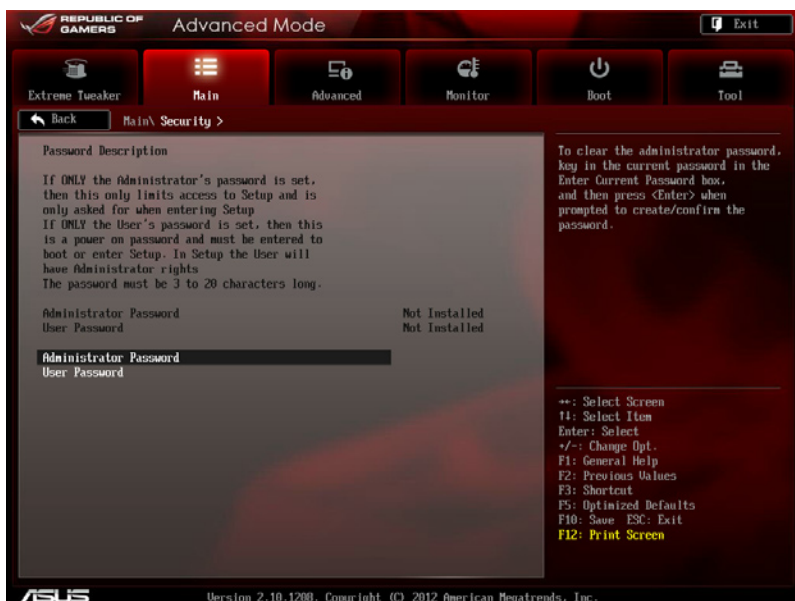 REPUBLIC OF
GAMERS
Advanced Mode
Exit
Extreme Tweaker
Main
Advanced
Monitor
Boot
Tool
Back
Main\ Security >
Password Description
If ONLY the Administrator's password is set,
then this only limits access to Setup and is
only asked for when entering Setup
If ONLY the User's password is set, then this
is a power on password and must be entered to
boot or enter Setup. In Setup the User will
have Administrator rights
The password must be 3 to 20 characters long.
Administrator Password Not Installed
User Password Not Installed
Administrator Password
User Password
To clear the administrator password,
key in the current password in the
Enter Current Password box,
and then press <Enter> when
prompted to create/confirm the
password.
→←: Select Screen
↑↓: Select Item
Enter: Select
+/-: Change Opt.
F1: General Help
F2: Previous Values
F3: Shortcut
F5: Optimized Defaults
F10: Save ESC: Exit
F12: Print Screen
ASUS
Version 2.10.1208. Copyright (C) 2012 American Megatrends, Inc.